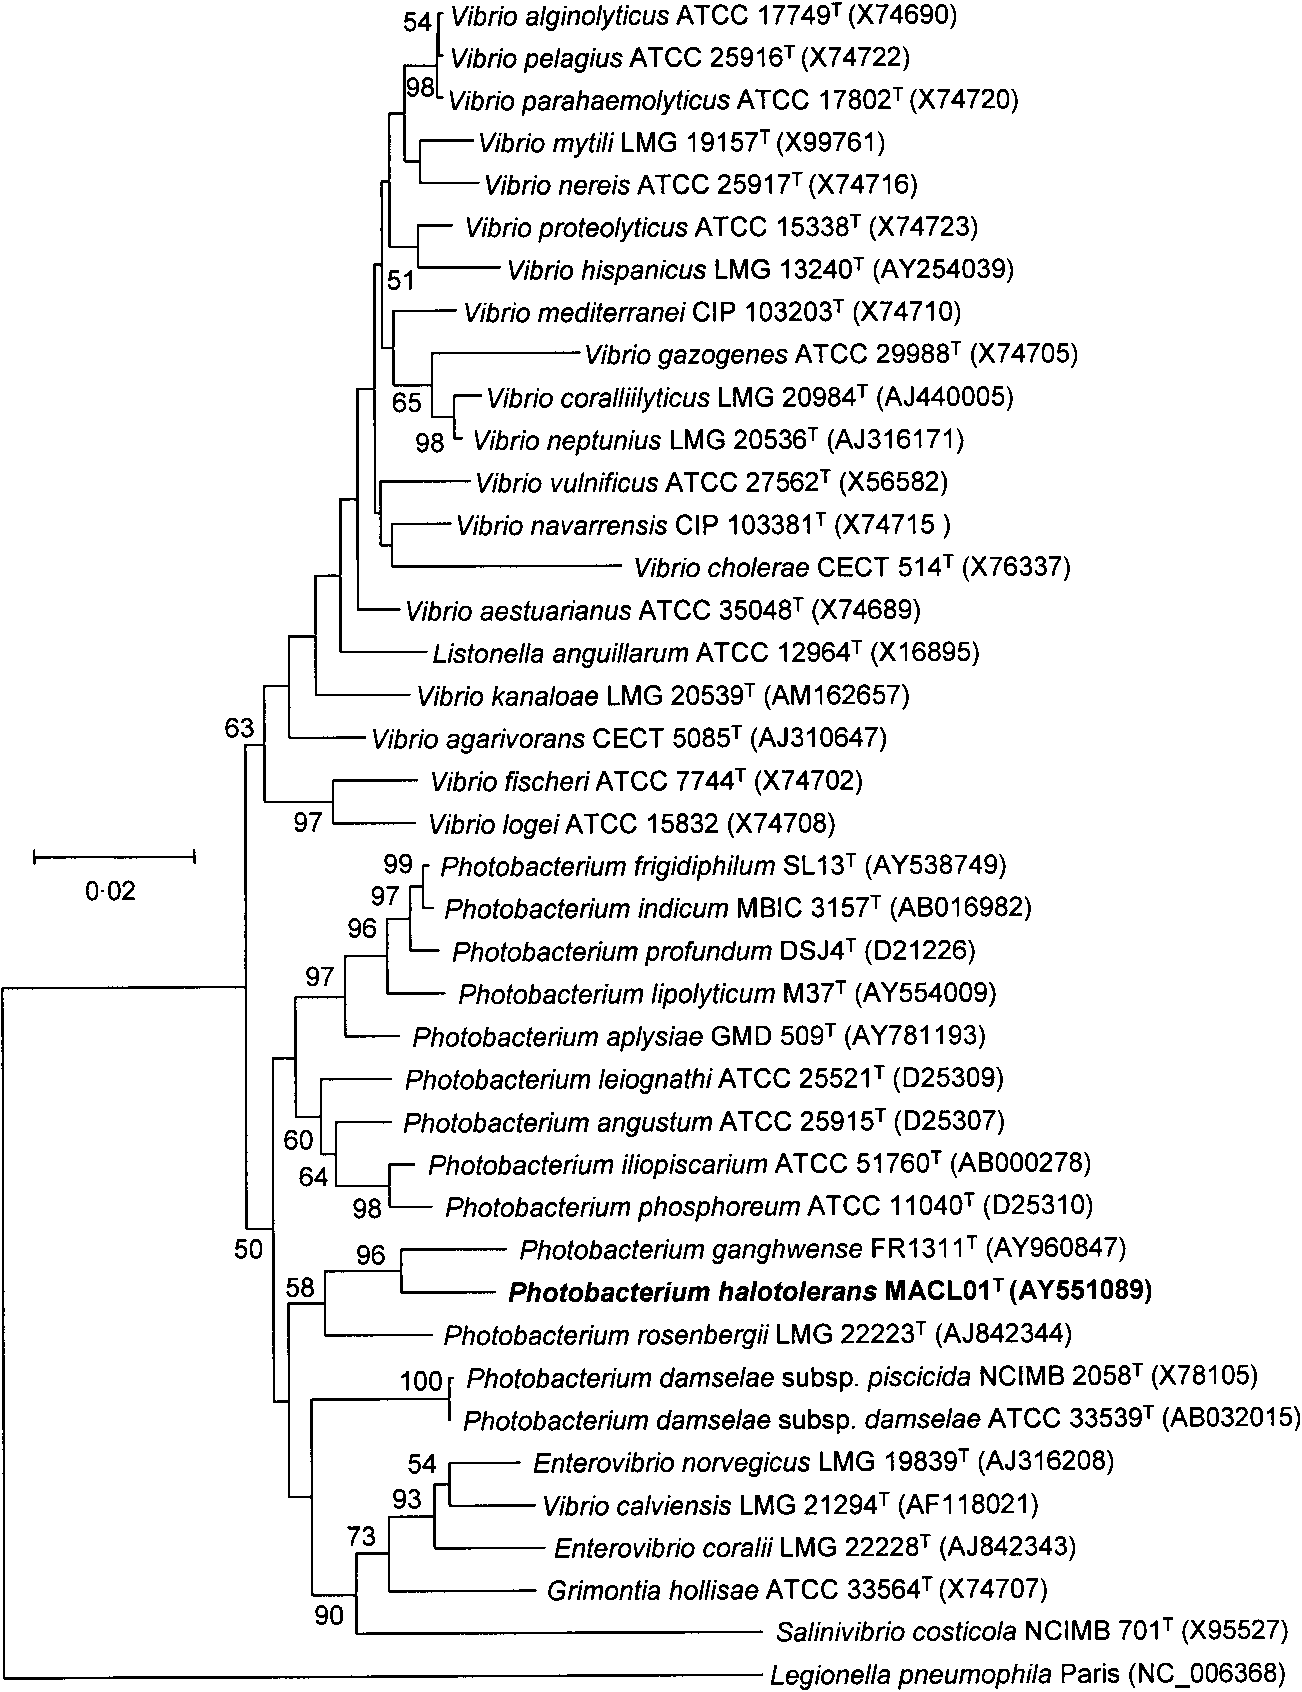 54 Vibrio alginolyticus ATCC 17749T (X74690)
Vibrio pelagius ATCC 25916T (X74722)
98 Vibrio parahaemolyticus ATCC 17802T (X74720)
Vibrio mytili LMG 19157T (X99761)
Vibrio nereis ATCC 25917T (X74716)
Vibrio proteolyticus ATCC 15338T (X74723)
51 Vibrio hispanicus LMG 13240T (AY254039)
Vibrio mediterranei CIP 103203T (X74710)
Vibrio gazogenes ATCC 29988T (X74705)
65 Vibrio coralliilyticus LMG 20984T (AJ440005)
98 Vibrio neptunius LMG 20536T (AJ316171)
Vibrio vulnificus ATCC 27562T (X56582)
Vibrio navarrensis CIP 103381T (X74715 )
Vibrio cholerae CECT 514T (X76337)
Vibrio aestuarianus ATCC 35048T (X74689)
Listonella anguillarum ATCC 12964T (X16895)
Vibrio kanaloae LMG 20539T (AM162657)
63 Vibrio agarivorans CECT 5085T (AJ310647)
Vibrio fischeri ATCC 7744T (X74702)
97 Vibrio logei ATCC 15832 (X74708)
99 Photobacterium frigidiphilum SL13T (AY538749)
0·02
97 Photobacterium indicum MBIC 3157T (AB016982)
96 Photobacterium profundum DSJ4T (D21226)
97 Photobacterium lipolyticum M37T (AY554009)
Photobacterium aplysiae GMD 509T (AY781193)
Photobacterium leiognathi ATCC 25521T (D25309)
60 Photobacterium angustum ATCC 25915T (D25307)
64 Photobacterium iliopiscarium ATCC 51760T (AB000278)
98 Photobacterium phosphoreum ATCC 11040T (D25310)
50 96 Photobacterium ganghwense FR1311T (AY960847)
58 Photobacterium halotolerans MACL01T (AY551089)
Photobacterium rosenbergii LMG 22223T (AJ842344)
100 Photobacterium damselae subsp. piscicida NCIMB 2058T (X78105)
Photobacterium damselae subsp. damselae ATCC 33539T (AB032015)
54 Enterovibrio norvegicus LMG 19839T (AJ316208)
93 Vibrio calviensis LMG 21294T (AF118021)
73 Enterovibrio coralii LMG 22228T (AJ842343)
Grimontia hollisae ATCC 33564T (X74707)
90 Salinivibrio costicola NCIMB 701T (X95527)
Legionella pneumophila Paris (NC_006368)